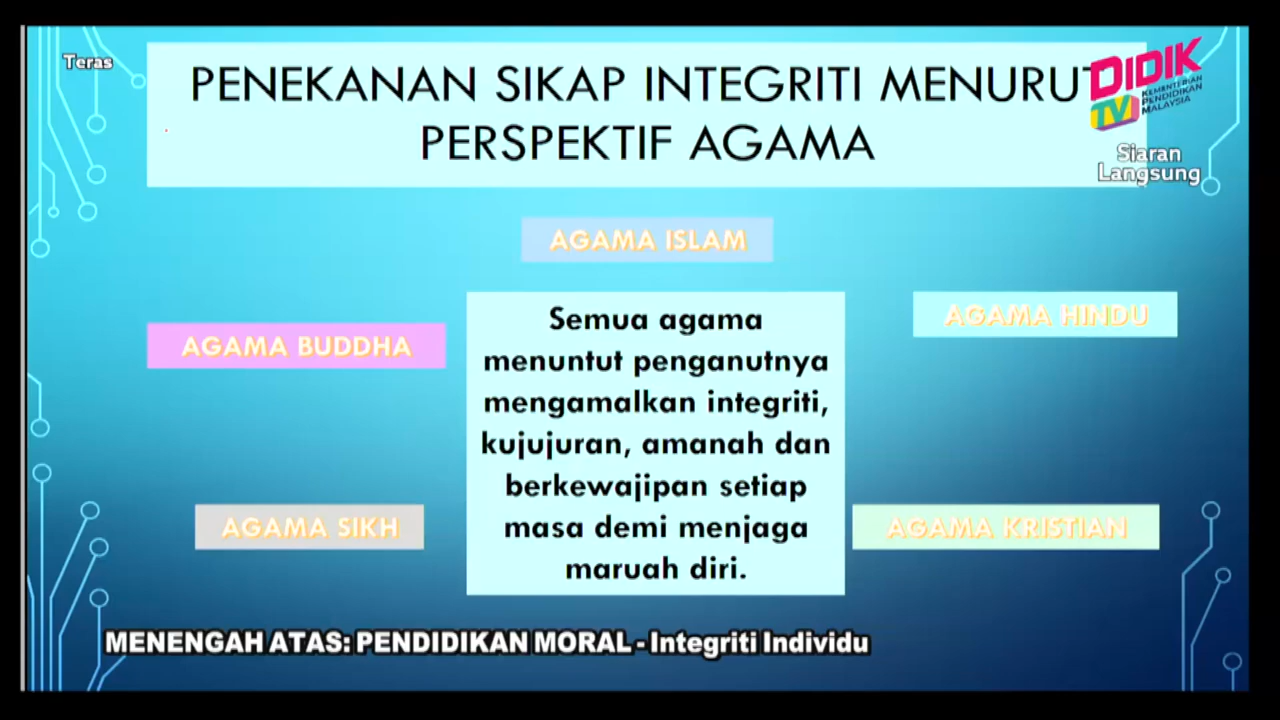 Teras
PENEKANAN SIKAP INTEGRITI MENURUT
PERSPEKTIF AGAMA
DIDIK
TV
KEMENTERIAN
PENDIDIKAN
MALAYSIA
Siaran
Langsung
AGAMA ISLAM
AGAMA HINDU
AGAMA BUDDHA
Semua agama
menuntut penganutnya
mengamalkan integriti,
kujujuran, amanah dan
berkewajipan setiap
masa demi menjaga
maruah diri.
AGAMA SIKH
AGAMA KRISTIAN
MENENGAH ATAS: PENDIDIKAN MORAL - Integriti Individu